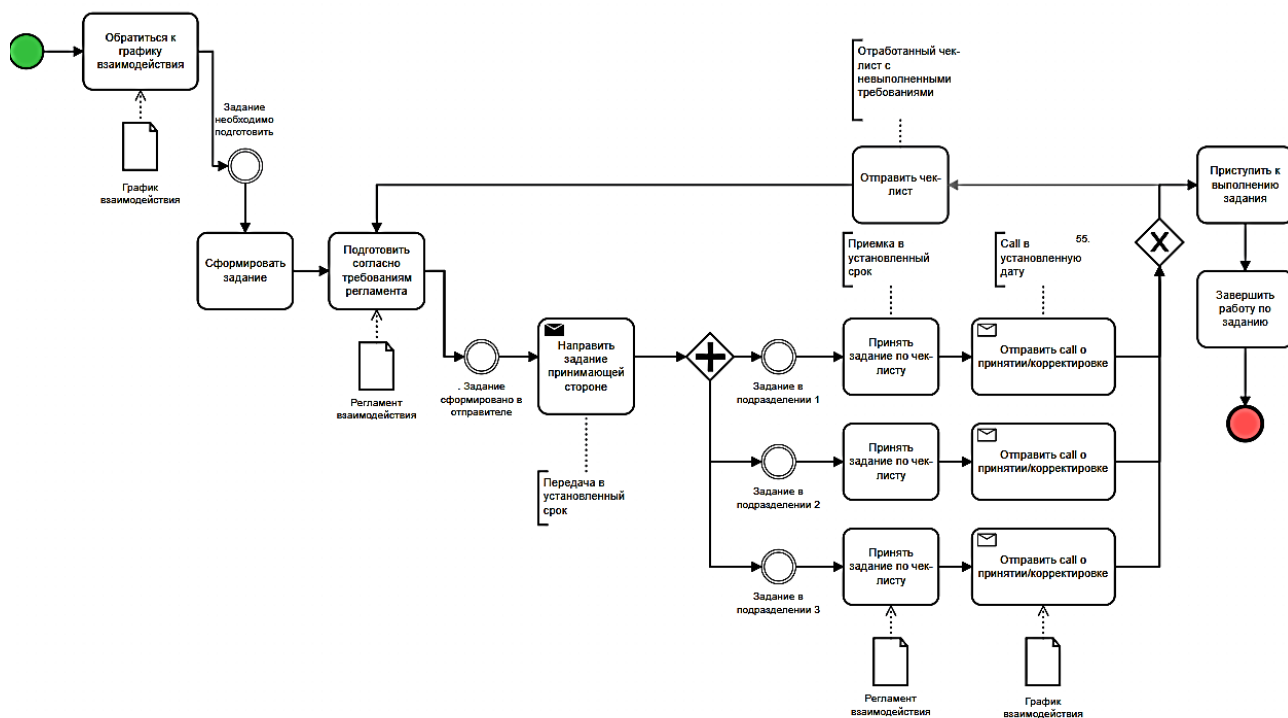 Обратиться к
графику
взаимодействия
График
взаимодействия
Задание
необходимо
подготовить
Сформировать
задание
Подготовить
согласно
требованиям
регламента
Регламент
взаимодействия
. Задание
сформировано в
отправителе
Направить
задание
принимающей
стороне
Передача в
установленный
срок
Отработанный чек-
лист с
невыполненными
требованиями
Отправить чек-
лист
Приемка в
установленный
срок
Call в
установленную
дату
55.
Задание в
подразделении 1
Принять
задание по чек-
листу
Отправить call о
принятии/корректировке
Задание в
подразделении 2
Принять
задание по чек-
листу
Отправить call о
принятии/корректировке
Задание в
подразделении 3
Принять
задание по чек-
листу
Отправить call о
принятии/корректировке
Регламент
взаимодействия
График
взаимодействия
X
Приступить к
выполнению
задания
Завершить
работу по
заданию